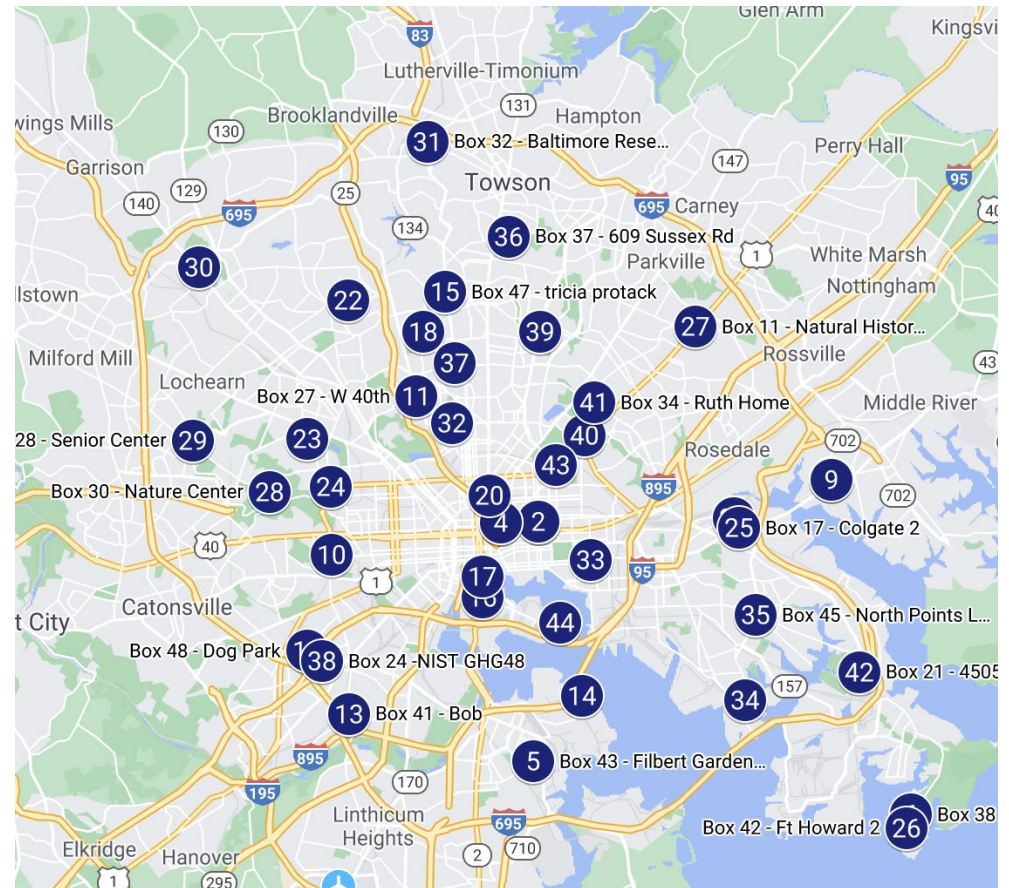 Glen Arm
83
Kingsvi
Lutherville-Timonium
131
Brooklandville
Hampton
wings Mills
130
31 Box 32 - Baltimore Rese...
Perry Hall
Garrison
147
95
Towson
129
25
140
695
695
Carney
40
134
36 Box 37 - 609 Sussex Rd
1
Parkville
White Marsh
30
llstown
22
15 Box 47 - tricia protack
Nottingham
18
39
27 Box 11 - Natural Histor...
Rossville
Milford Mill
37
43
Lochearn
Box 27 - W 40th 11
41 Box 34 - Ruth Home
Middle River
32
28 - Senior Center 29
23
40
702
Rosedale
43
Box 30 - Nature Center 28
24
895
9
20
702
4
2
25 Box 17 - Colgate 2
40
10
33
1
17
16
95
Catonsville
t City
44
35 Box 45 - North Points L...
Box 48 - Dog Park
38 Box 24 -NIST GHG48
42 Box 21 - 4505
14
157
34
13 Box 41 - Bob
895
5 Box 43 - Filbert Garden...
170
195
Linthicum
Heights
695
710
2
Box 38
Box 42 - Ft Howard 2 26
Elkridge
Hanover
1
295